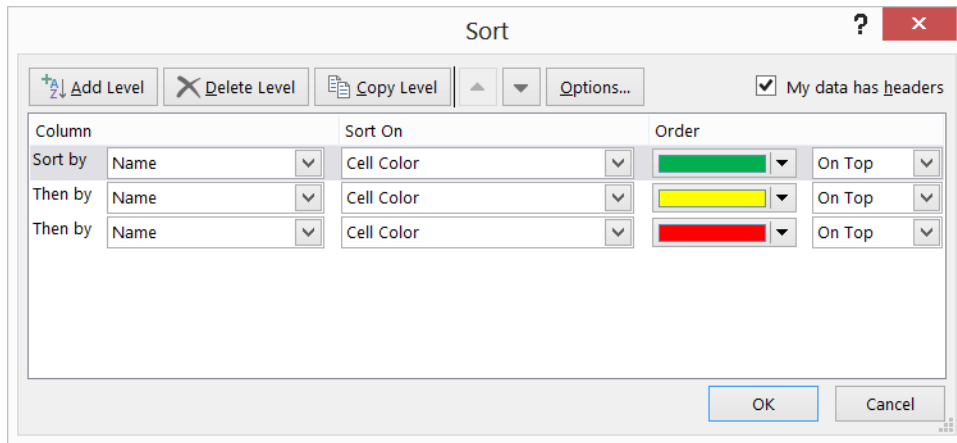 Sort
?
Add Level Delete Level Copy Level Options... My data has headers
Column Sort On Order
Sort by Name Cell Color On Top
Then by Name Cell Color On Top
Then by Name Cell Color On Top
OK Cancel